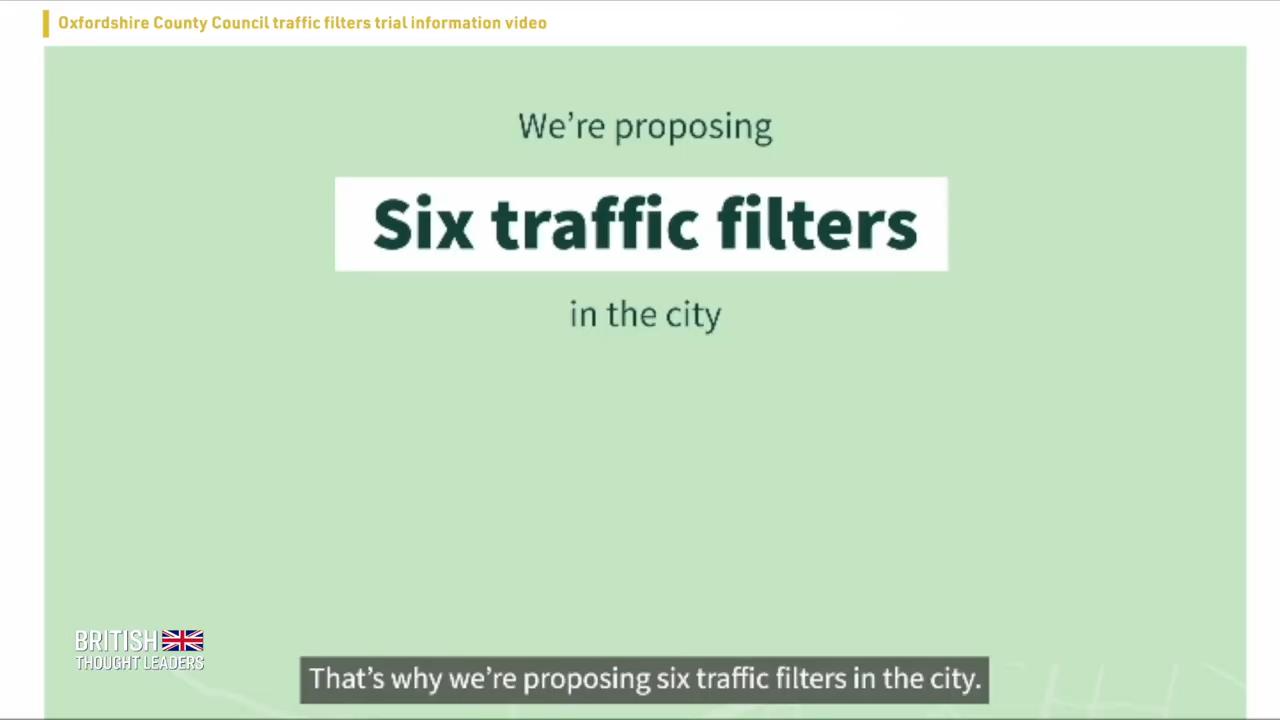 Oxfordshire County Council traffic filters trial information video
We're proposing
Six traffic filters
in the city
BRITISH
THOUGHT LEADERS
That's why we're proposing six traffic filters in the city.